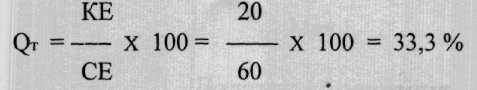 КЕ 20
Qт = —— X 100 = —— X 100 = 33,3 %
СЕ 60